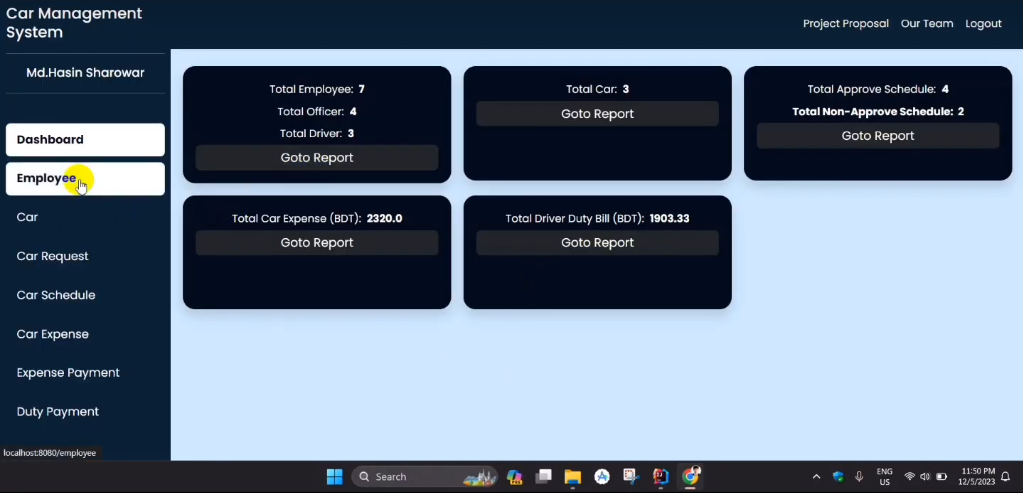 Car Management
System
Project Proposal Our Team Logout
Md.Hasin Sharowar
Dashboard
Employee
Car
Car Request
Car Schedule
Car Expense
Expense Payment
Duty Payment
Total Employee: 7
Total Officer: 4
Total Driver: 3
Goto Report
Total Car: 3
Goto Report
Total Approve Schedule: 4
Total Non-Approve Schedule: 2
Goto Report
Total Car Expense (BDT): 2320.0
Goto Report
Total Driver Duty Bill (BDT): 1903.33
Goto Report
localhost:8080/employee
Search
ENG
US
11:50 PM
12/5/2023